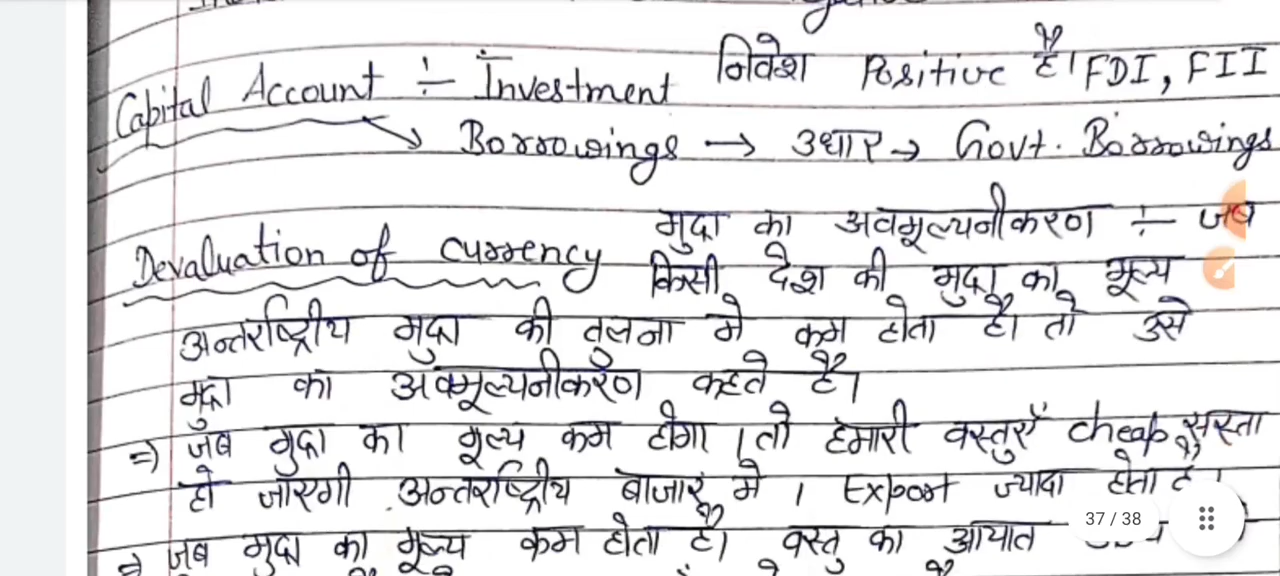 Capital Account ÷ Investment निवेश Positive है। FDI, FII
→ Borrowings → उधार → Govt. Borrowings
Devaluation of currency मुद्रा का अवमूल्यनीकरण ÷ जब
किसी देश की मुद्रा का मूल्य
अन्तर्राष्ट्रीय मुद्रा की तुलना मे कम होता है। तो उसे
मुद्रा का अवमूल्यनीकरण कहते हैं।
⇒ जब मुद्रा का मूल्य कम होगा। तो हमारी वस्तुएँ cheap, सस्ता
हो जाएगी अन्तर्राष्ट्रीय बाजार में। Export ज्यादा होता है।
37 / 38
⇒ जब मुद्रा का मूल्य कम होता है। वस्तु का आयात